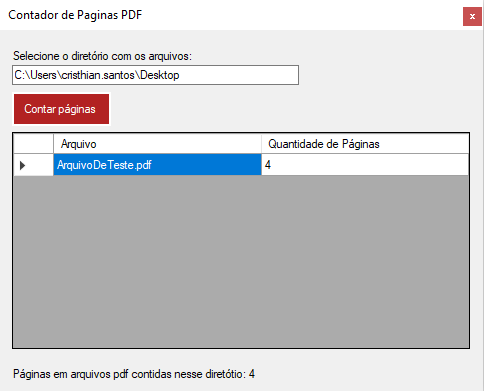 Contador de Paginas PDF
x
Selecione o diretório com os arquivos:
C:\Users\cristhian.santos\Desktop
Contar páginas
Arquivo Quantidade de Páginas
ArquivoDeTeste.pdf 4
Páginas em arquivos pdf contidas nesse diretótio: 4